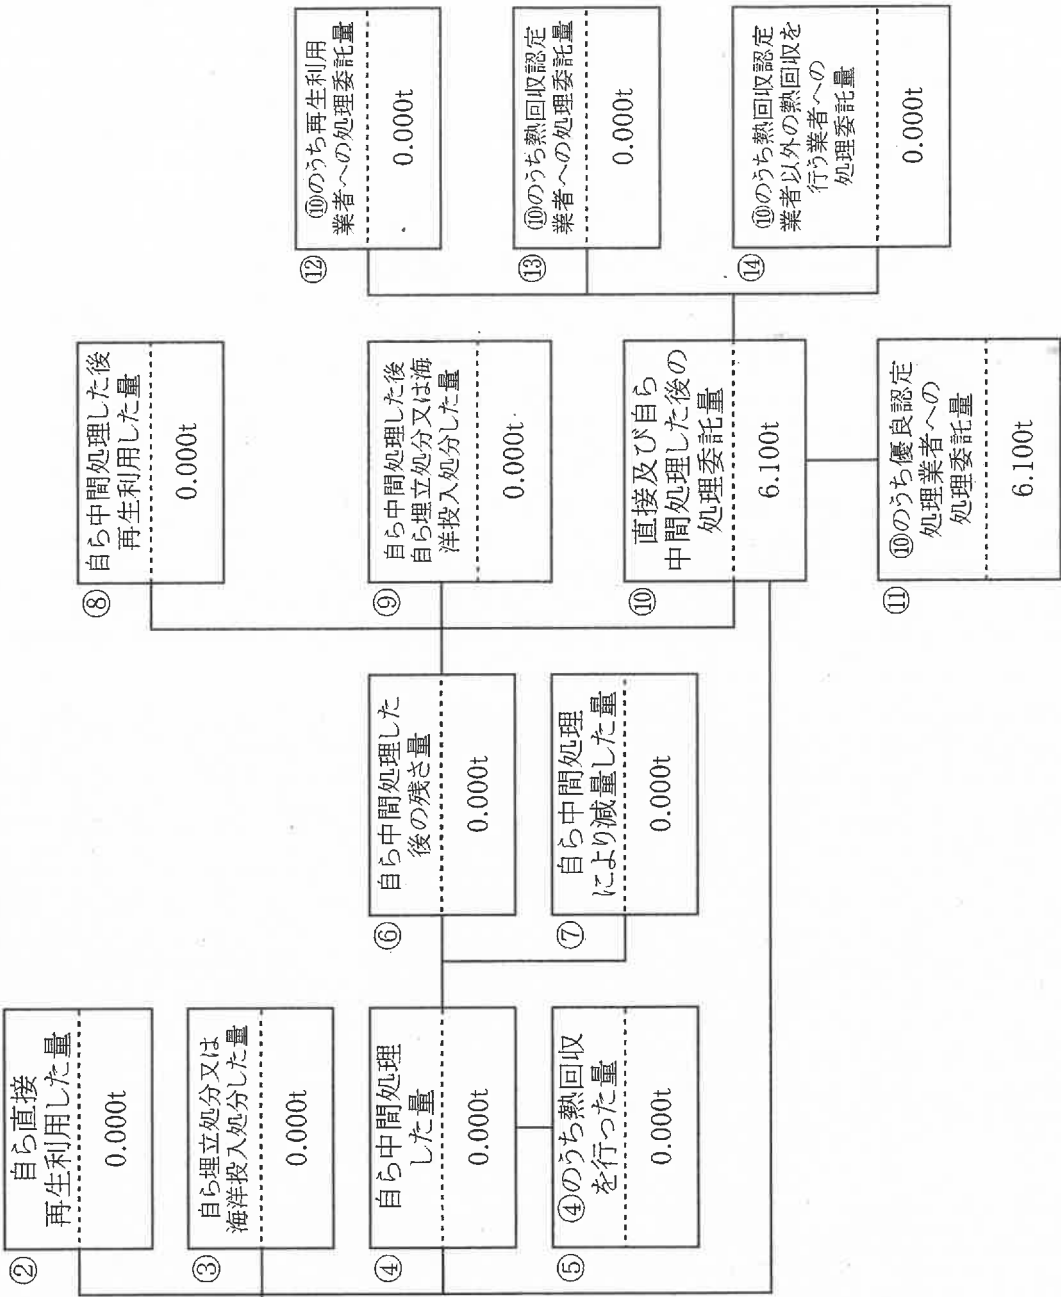 ②
自ら直接
再生利用した量
0.000t
③
自ら埋立処分又は
海洋投入処分した量
0.000t
④
自ら中間処理
した量
0.000t
⑤
④のうち熱回収
を行った量
0.000t
⑥
自ら中間処理した
後の残さ量
0.000t
⑦
自ら中間処理
により減量した量
0.000t
⑧
自ら中間処理した後
再生利用した量
0.000t
⑨
自ら中間処理した後
自ら埋立処分又は海
洋投入処分した量
0.000t
⑩
直接及び自ら
中間処理した後の
処理委託量
6.100t
⑪
⑩のうち優良認定
処理業者への
処理委託量
6.100t
⑫
⑩のうち再生利用
業者への処理委託量
0.000t
⑬
⑩のうち熱回収認定
業者への処理委託量
0.000t
⑭
⑩のうち熱回収認定
業者以外の熱回収を
行う業者への
処理委託量
0.000t